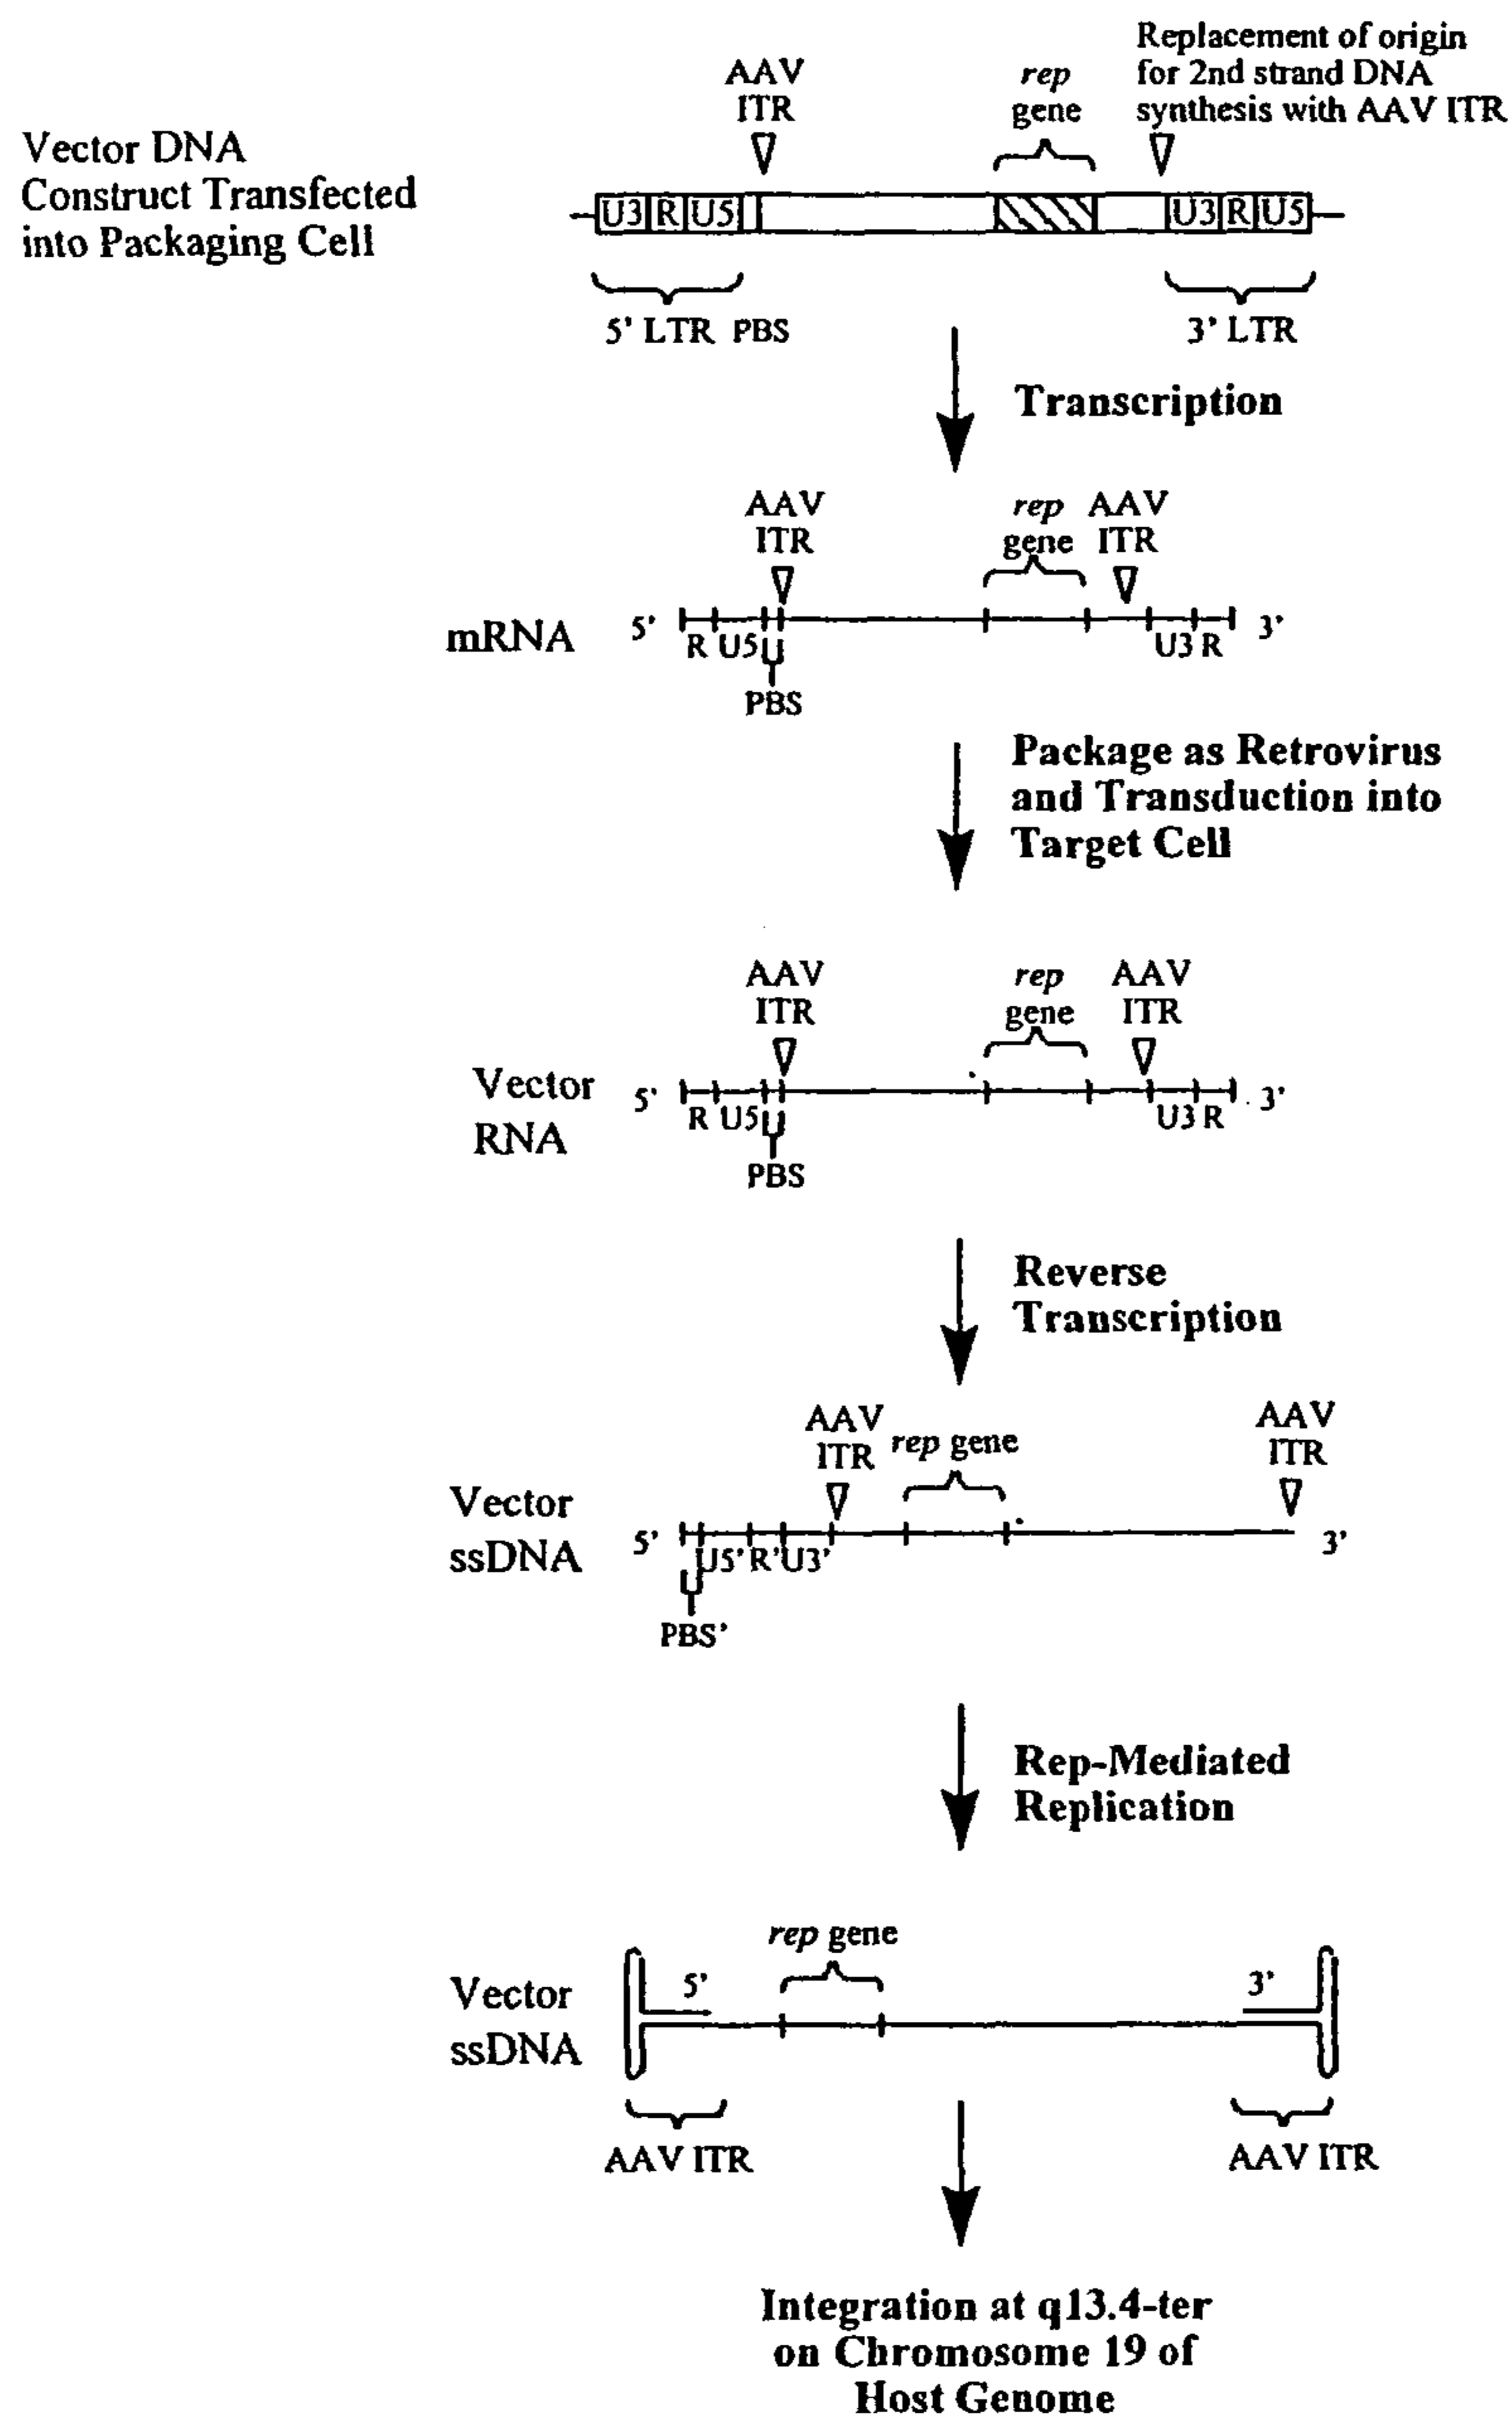 Replacement of origin
for 2nd strand DNA
synthesis with AAV ITR
AAV
ITR
rep
gene
Vector DNA
Construct Transfected
into Packaging Cell
U3 R U5
U3 R U5
5' LTR PBS
3' LTR
Transcription
AAV
ITR
rep
gene
AAV
ITR
mRNA
5'
3'
R U5
U3 R
PBS
Package as Retrovirus
and Transduction into
Target Cell
AAV
ITR
rep
gene
AAV
ITR
Vector
RNA
5'
3'
R U5
U3 R
PBS
Reverse
Transcription
AAV
ITR
rep gene
AAV
ITR
Vector
ssDNA
5'
3'
U5' R' U3'
PBS'
Rep-Mediated
Replication
rep gene
Vector
ssDNA
5'
3'
AAV ITR
AAV ITR
Integration at q13.4-ter
on Chromosome 19 of
Host Genome